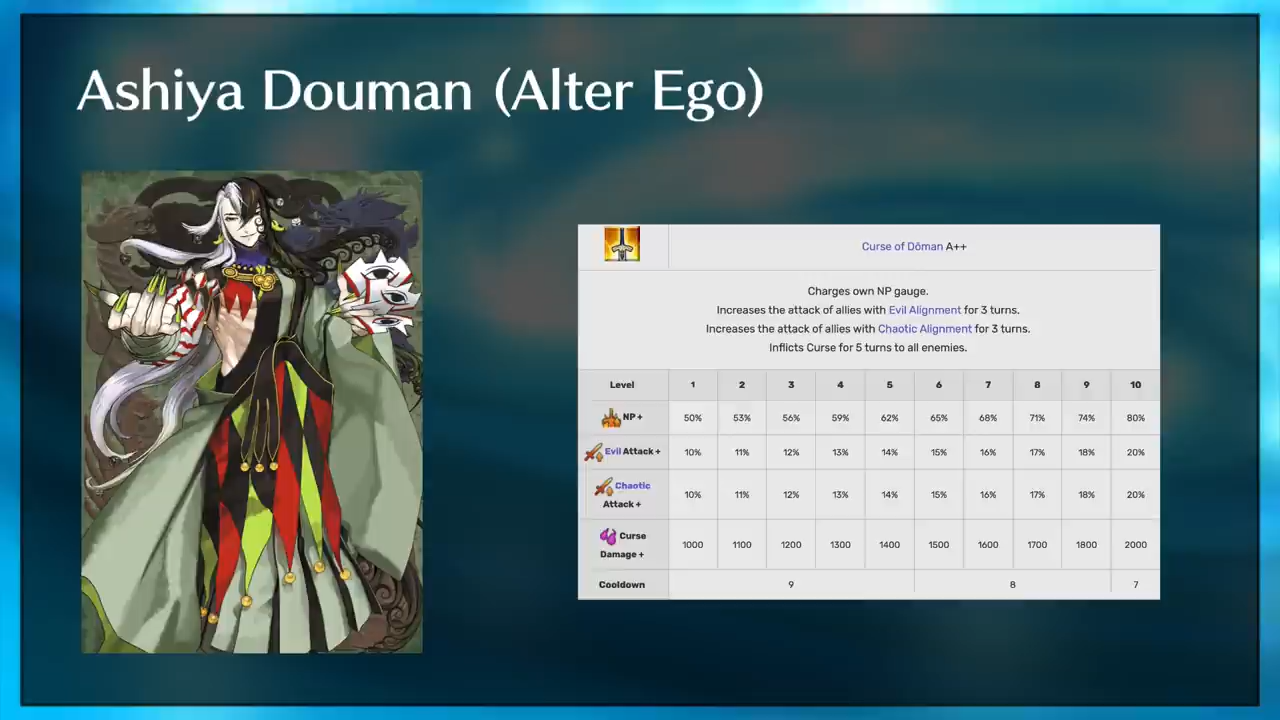 Ashiya Douman (Alter Ego)
Curse of Dōman A++
Charges own NP gauge.
Increases the attack of allies with Evil Alignment for 3 turns.
Increases the attack of allies with Chaotic Alignment for 3 turns.
Inflicts Curse for 5 turns to all enemies.
Level 1 2 3 4 5 6 7 8 9 10
NP + 50% 53% 56% 59% 62% 65% 68% 71% 74% 80%
Evil Attack + 10% 11% 12% 13% 14% 15% 16% 17% 18% 20%
Chaotic
Attack + 10% 11% 12% 13% 14% 15% 16% 17% 18% 20%
Curse
Damage + 1000 1100 1200 1300 1400 1500 1600 1700 1800 2000
Cooldown 9 8 7